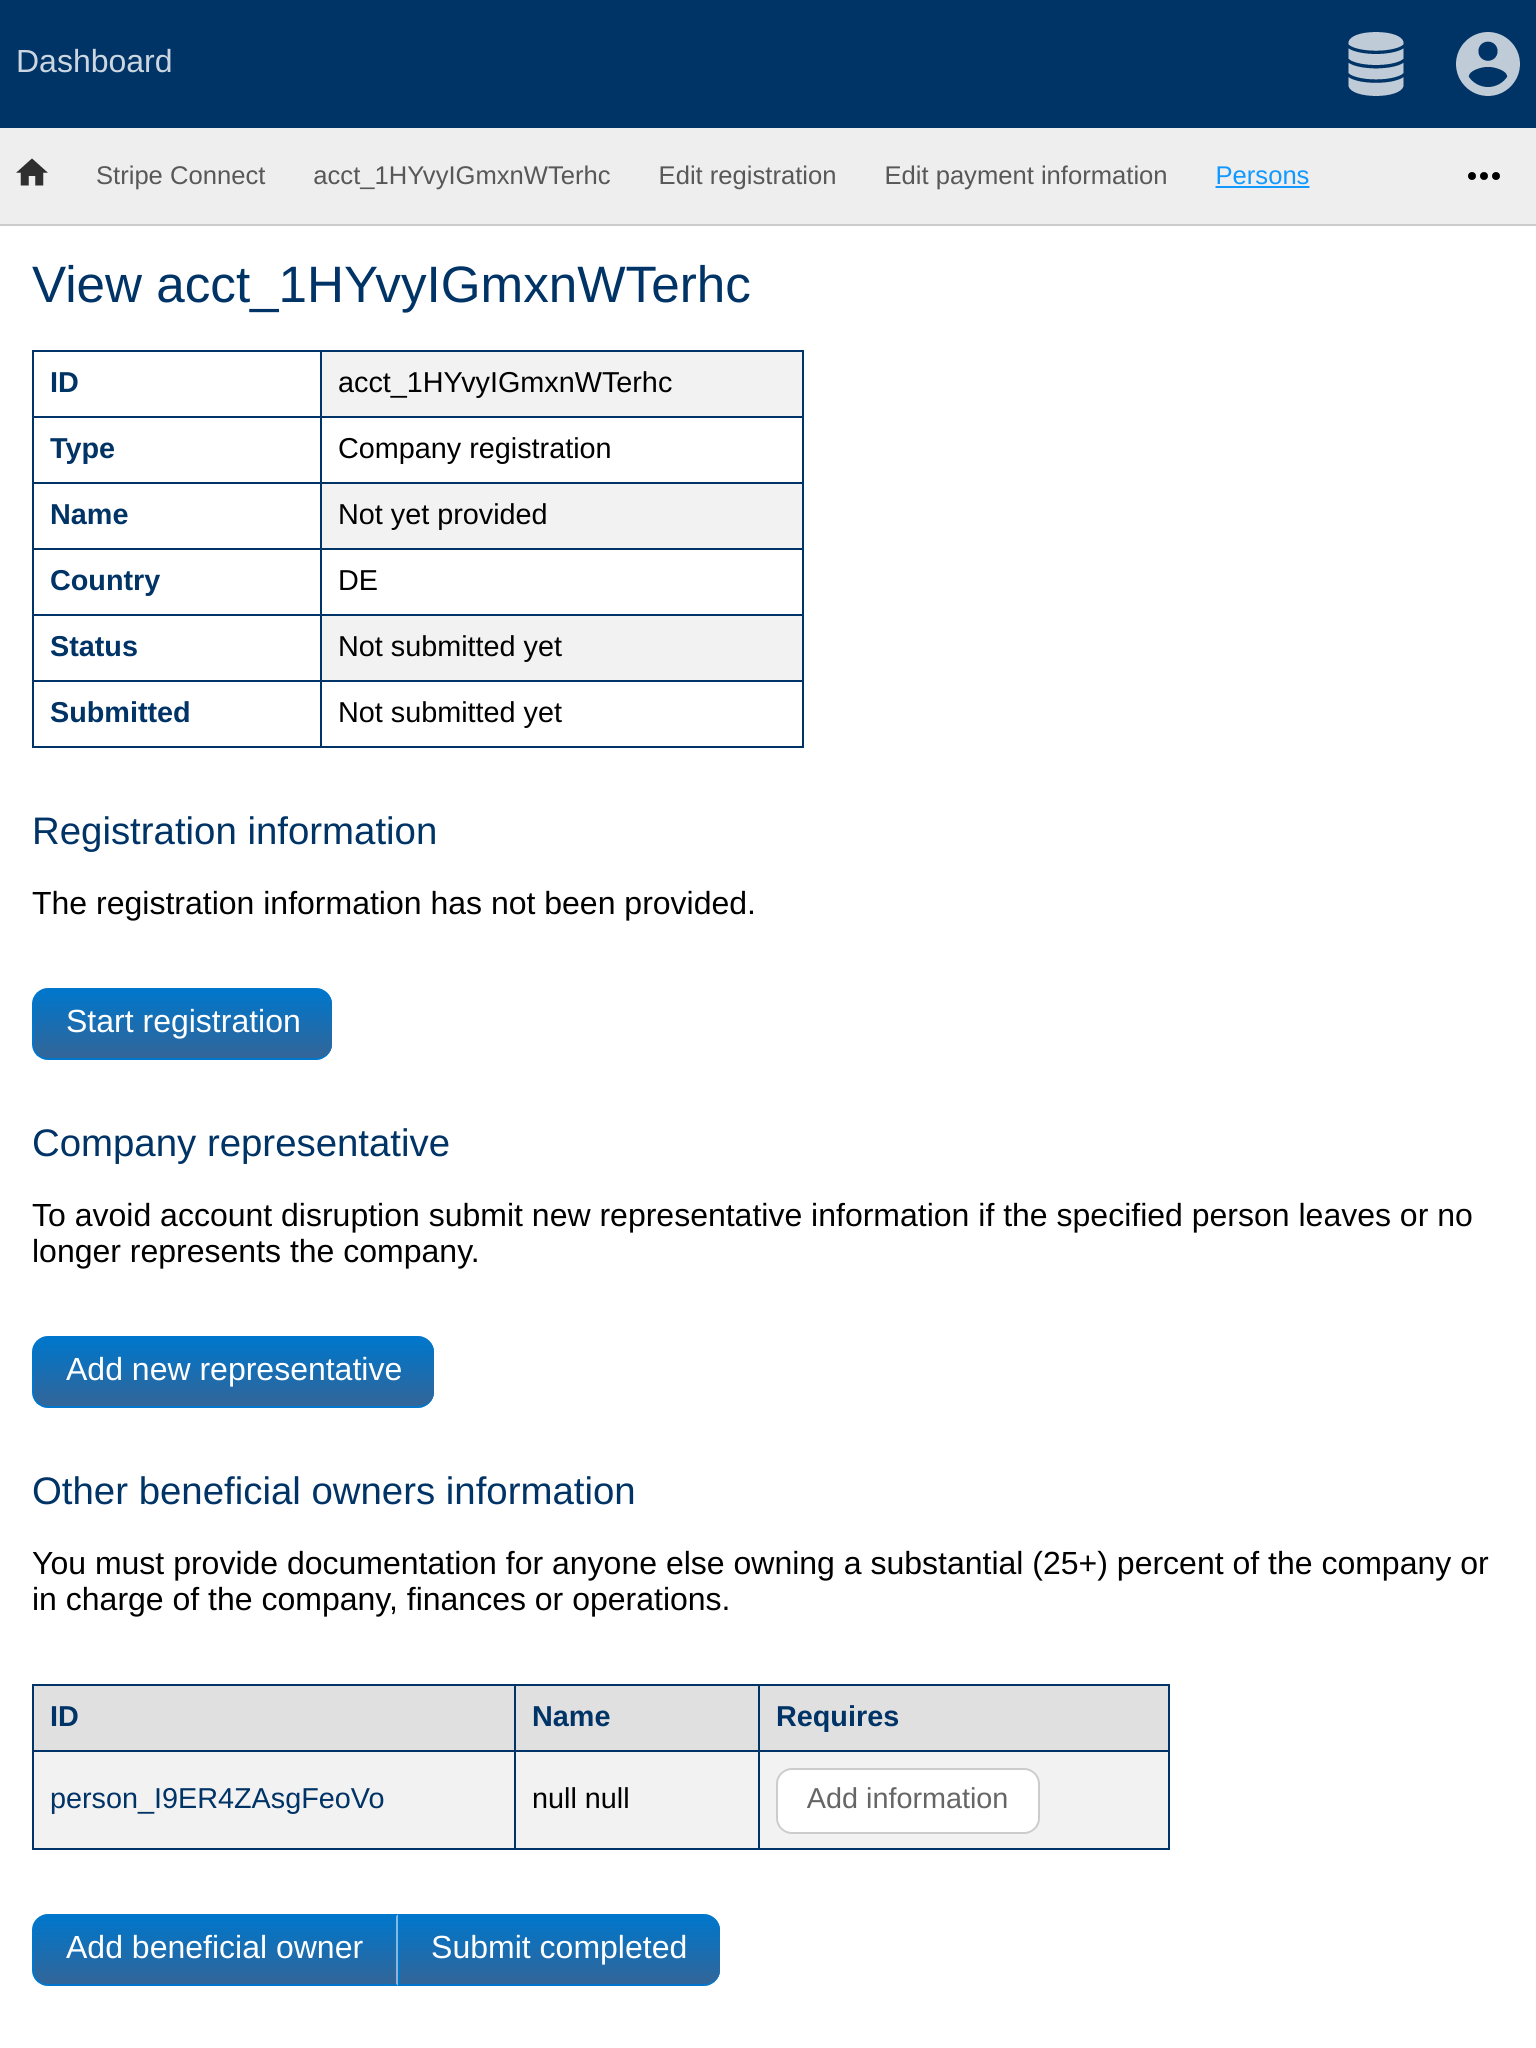 Dashboard
Stripe Connect acct_1HYvyIGmxnWTerhc Edit registration Edit payment information Persons
View acct_1HYvyIGmxnWTerhc
ID acct_1HYvyIGmxnWTerhc
Type Company registration
Name Not yet provided
Country DE
Status Not submitted yet
Submitted Not submitted yet
Registration information
The registration information has not been provided.
Start registration
Company representative
To avoid account disruption submit new representative information if the specified person leaves or no
longer represents the company.
Add new representative
Other beneficial owners information
You must provide documentation for anyone else owning a substantial (25+) percent of the company or
in charge of the company, finances or operations.
ID Name Requires
person_I9ER4ZAsgFeoVo null null Add information
Add beneficial owner Submit completed